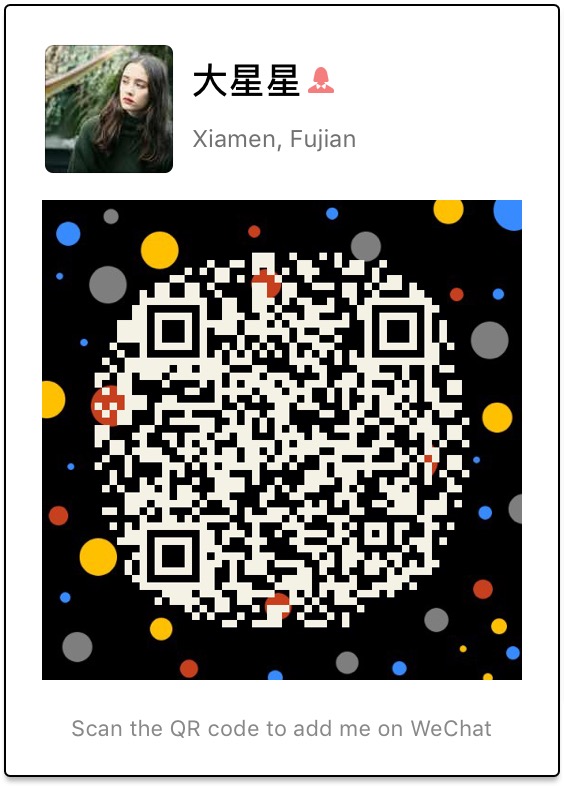 大星星
Xiamen, Fujian
Scan the QR code to add me on WeChat